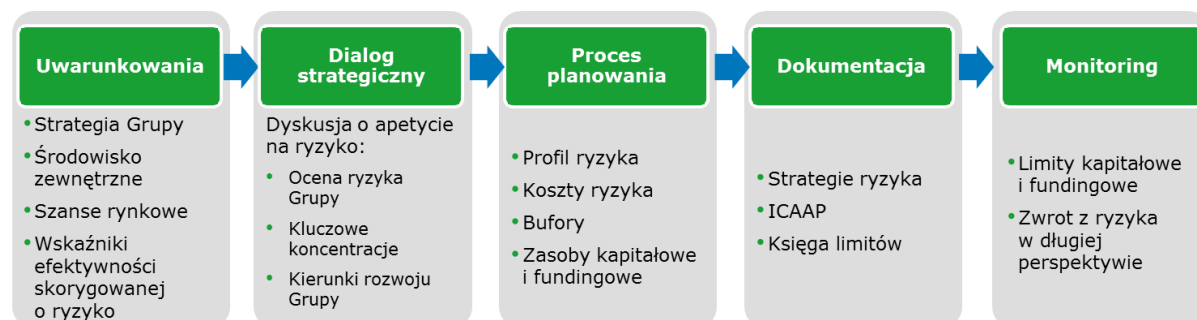 Uwarunkowania
• Strategia Grupy
• Środowisko
zewnętrzne
• Szanse rynkowe
• Wskaźniki
efektywności
skorygowanej
o ryzyko
Dialog
strategiczny
Dyskusja o apetycie
na ryzyko:
• Ocena ryzyka
Grupy
• Kluczowe
koncentracje
• Kierunki rozwoju
Grupy
Proces
planowania
• Profil ryzyka
• Koszty ryzyka
• Bufory
• Zasoby kapitałowe
i fundingowe
Dokumentacja
• Strategie ryzyka
• ICAAP
• Księga limitów
Monitoring
• Limity kapitałowe
i fundingowe
• Zwrot z ryzyka
w długiej
perspektywie